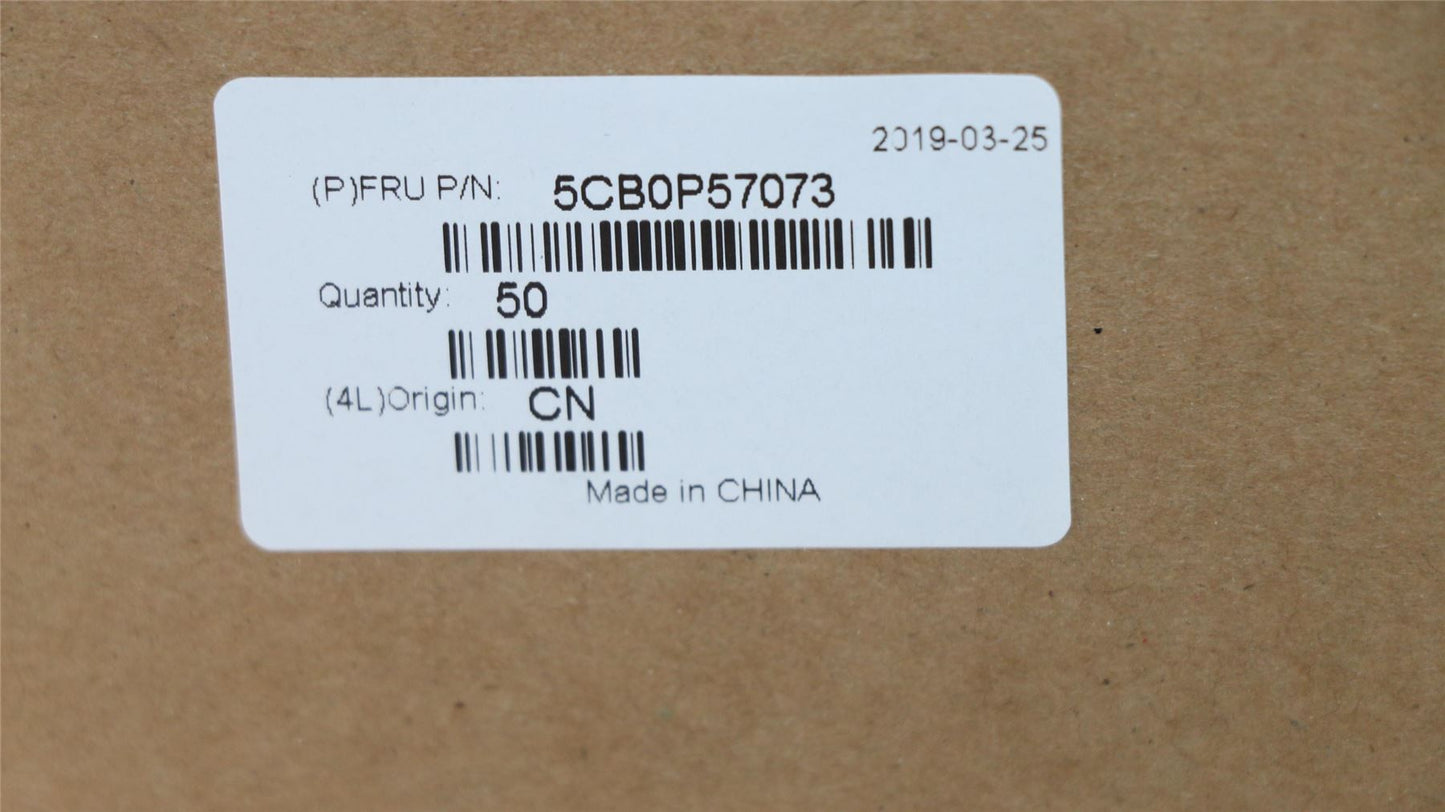 2019-03-25
(P)FRU P/N: 5CB0P57073
Quantity: 50
(4L)Origin: CN
Made in CHINA